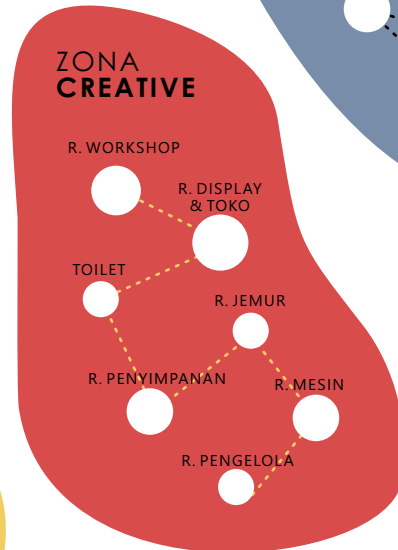 ZONA
CREATIVE
R. WORKSHOP
R. DISPLAY
& TOKO
TOILET
R. JEMUR
R. PENYIMPANAN
R. MESIN
R. PENGELOLA